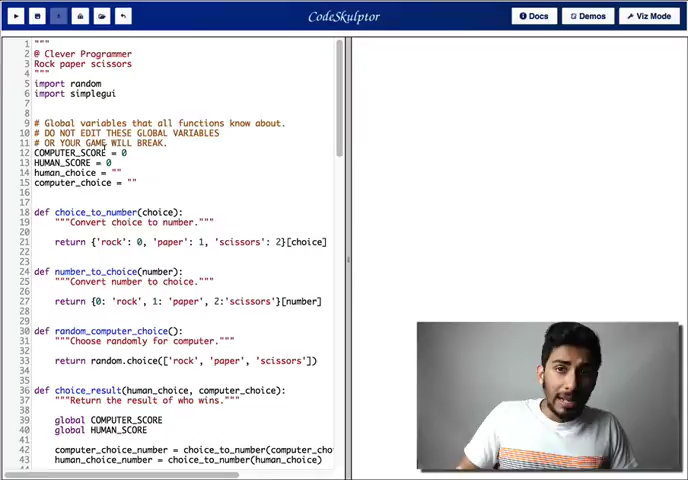 CodeSkulptor
Docs
Demos
Viz Mode
1 """
2 @ Clever Programmer
3 Rock paper scissors
4 """
5 import random
6 import simplegui
7
8
9 # Global variables that all functions know about.
10 # DO NOT EDIT THESE GLOBAL VARIABLES
11 # OR YOUR GAME WILL BREAK.
12 COMPUTER_SCORE = 0
13 HUMAN_SCORE = 0
14 human_choice = ""
15 computer_choice = ""
16
17
18 def choice_to_number(choice):
19 """Convert choice to number."""
20
21 return {'rock': 0, 'paper': 1, 'scissors': 2}[choice]
22
23
24 def number_to_choice(number):
25 """Convert number to choice."""
26
27 return {0: 'rock', 1: 'paper', 2:'scissors'}[number]
28
29
30 def random_computer_choice():
31 """Choose randomly for computer."""
32
33 return random.choice(['rock', 'paper', 'scissors'])
34
35
36 def choice_result(human_choice, computer_choice):
37 """Return the result of who wins."""
38
39 global COMPUTER_SCORE
40 global HUMAN_SCORE
41
42 computer_choice_number = choice_to_number(computer_cho
43 human_choice_number = choice_to_number(human_choice)